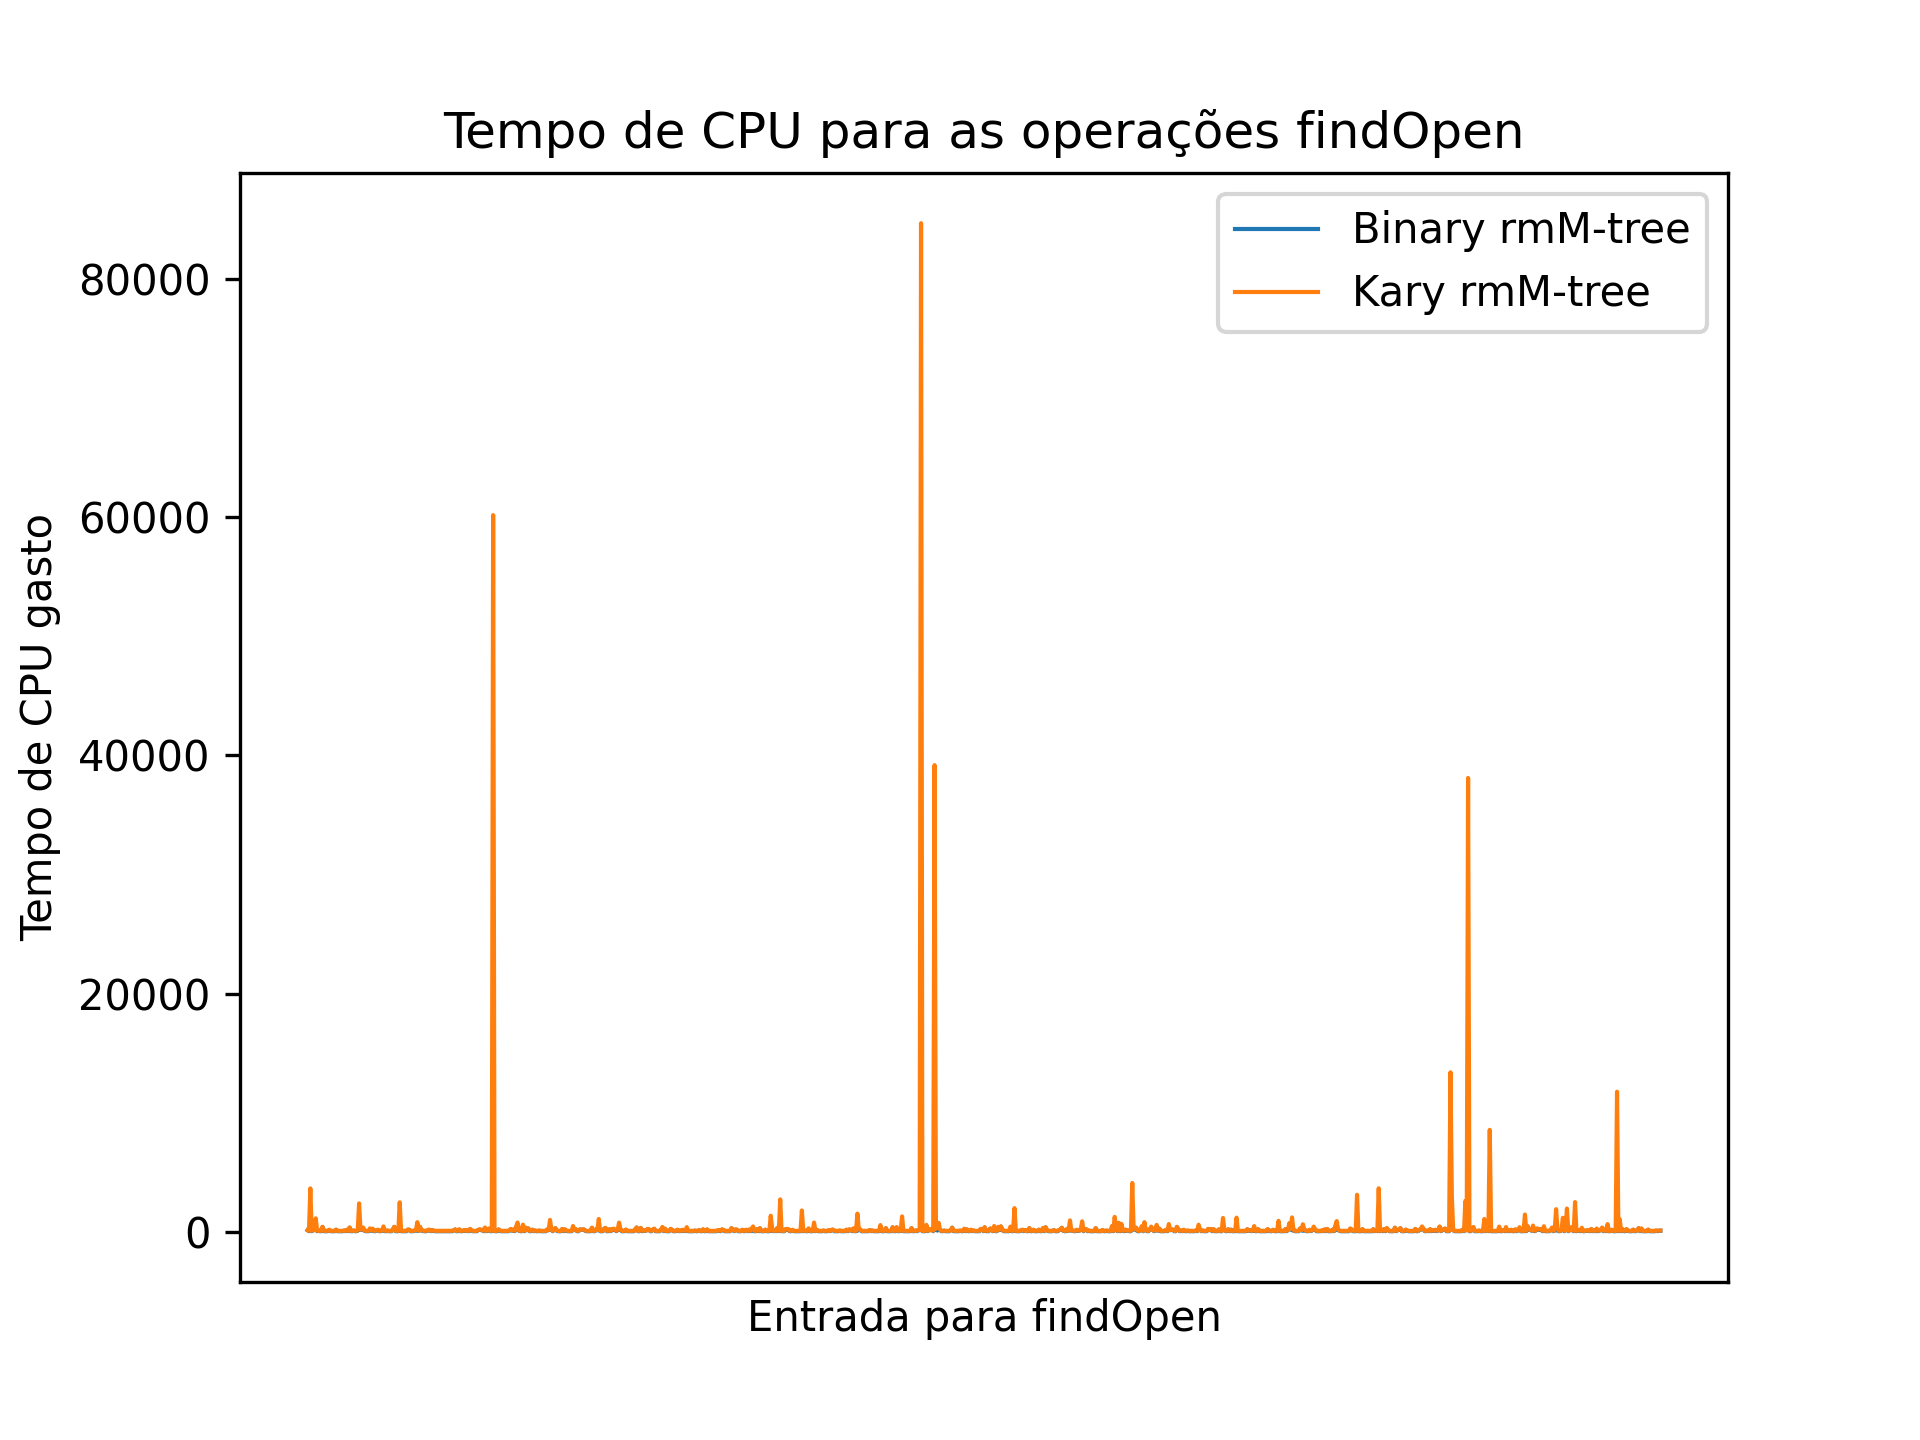 Tempo de CPU para as operações findOpen
Binary rmM-tree
Kary rmM-tree
80000
60000
40000
20000
0
Tempo de CPU gasto
Entrada para findOpen